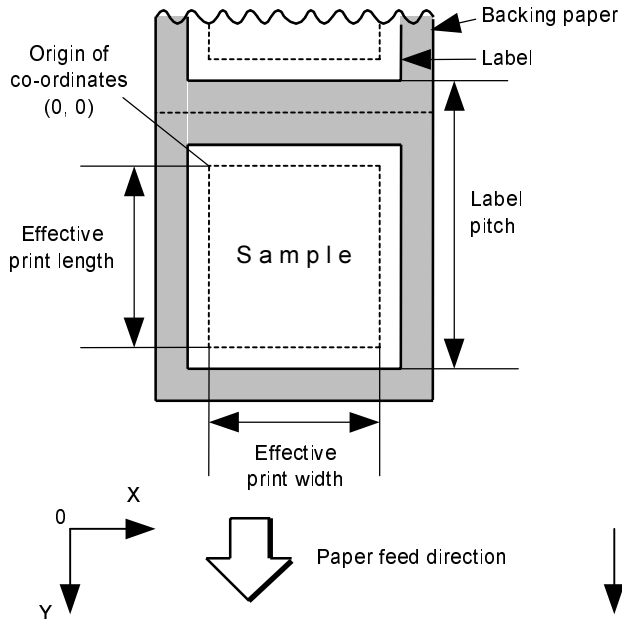 Backing paper
Label
Origin of
co-ordinates
(0, 0)
Label
pitch
Effective
print length
Sample
Effective
print width
X
0
Y
Paper feed direction